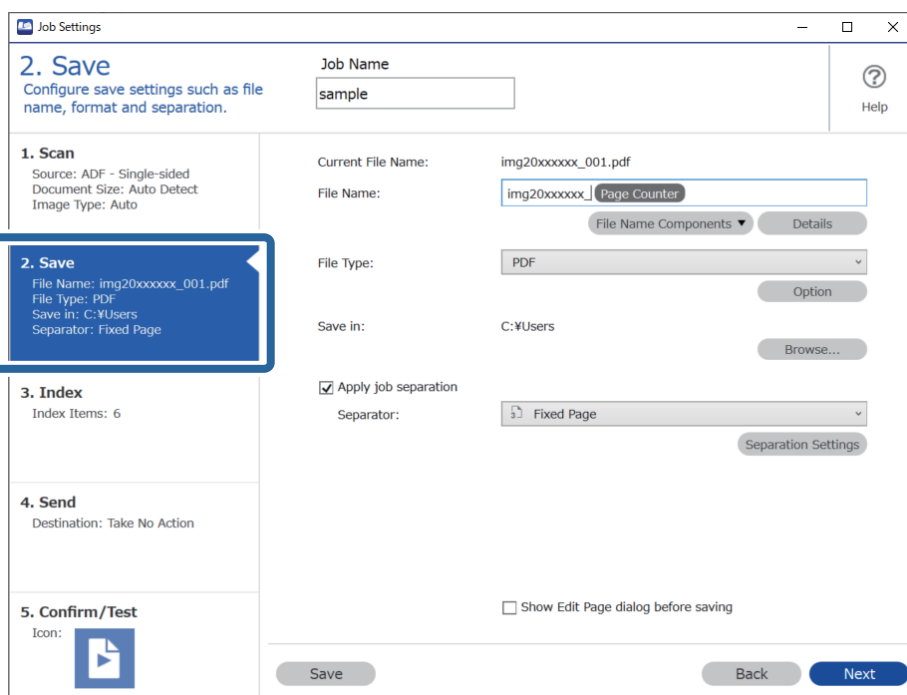 Job Settings
2. Save
Configure save settings such as file
name, format and separation.
Job Name
sample
Help
1. Scan
Source: ADF - Single-sided
Document Size: Auto Detect
Image Type: Auto
2. Save
File Name: img20xxxxxx_001.pdf
File Type: PDF
Save in: C:¥Users
Separator: Fixed Page
3. Index
Index Items: 6
4. Send
Destination: Take No Action
5. Confirm/Test
Icon:
Current File Name: img20xxxxxx_001.pdf
File Name: img20xxxxxx_ Page Counter
File Name Components ▼ Details
File Type: PDF
Option
Save in: C:¥Users
Browse...
Apply job separation
Separator: 3 Fixed Page
Separation Settings
Show Edit Page dialog before saving
Save Back Next